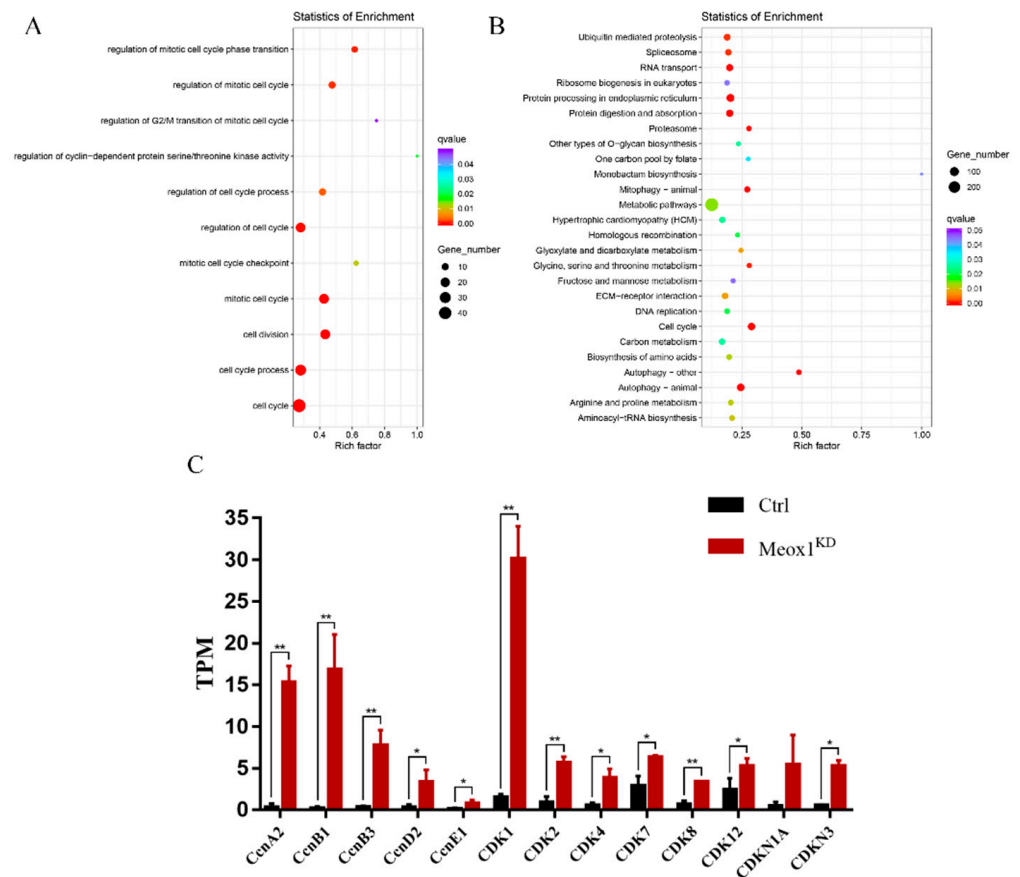 A
Statistics of Enrichment
regulation of mitotic cell cycle phase transition
regulation of mitotic cell cycle
regulation of G2/M transition of mitotic cell cycle
regulation of cyclin-dependent protein serine/threonine kinase activity
regulation of cell cycle process
regulation of cell cycle
mitotic cell cycle checkpoint
mitotic cell cycle
cell division
cell cycle process
cell cycle
0.4 0.6 0.8 1.0
Rich factor
qvalue
0.04
0.03
0.02
0.01
0.00
Gene_number
10
20
30
40
B
Statistics of Enrichment
Ubiquitin mediated proteolysis
Spliceosome
RNA transport
Ribosome biogenesis in eukaryotes
Protein processing in endoplasmic reticulum
Protein digestion and absorption
Proteasome
Other types of O-glycan biosynthesis
One carbon pool by folate
Monobactam biosynthesis
Mitophagy - animal
Metabolic pathways
Hypertrophic cardiomyopathy (HCM)
Homologous recombination
Glyoxylate and dicarboxylate metabolism
Glycine, serine and threonine metabolism
Fructose and mannose metabolism
ECM-receptor interaction
DNA replication
Cell cycle
Carbon metabolism
Biosynthesis of amino acids
Autophagy - other
Autophagy - animal
Arginine and proline metabolism
Aminoacyl-tRNA biosynthesis
0.25 0.50 0.75 1.00
Rich factor
Gene_number
100
200
qvalue
0.05
0.04
0.03
0.02
0.01
0.00
C
Ctrl
Meox1KD
TPM
35
30
25
20
15
10
5
0
** ** ** * * ** ** * * ** * *
CcnA2 CcnB1 CcnB3 CcnD2 CcnE1 CDK1 CDK2 CDK4 CDK7 CDK8 CDK12 CDKN1A CDKN3